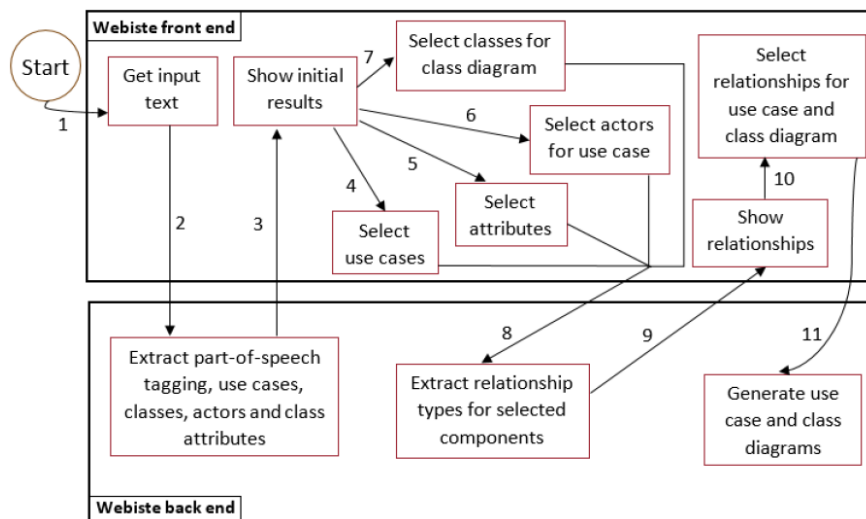 Webiste front end
Start
1
Get input
text
2
Show initial
results
3
7
Select classes for
class diagram
6
Select actors
for use case
5
Select
attributes
4
Select
use cases
Select
relationships for
use case and
class diagram
10
Show
relationships
8
9
11
Extract part-of-speech
tagging, use cases,
classes, actors and class
attributes
Extract relationship
types for selected
components
Generate use
case and class
diagrams
Webiste back end